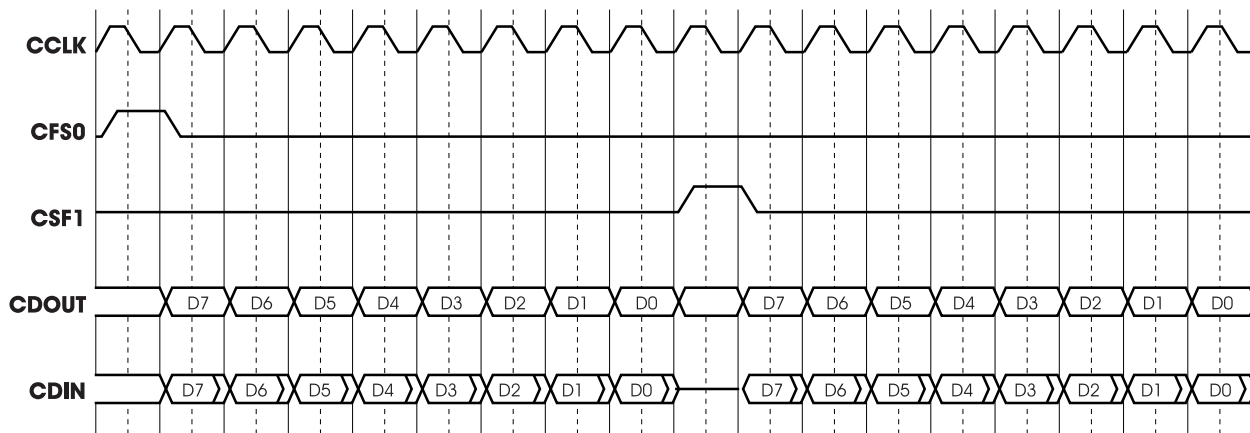 CCLK
CFS0
CSF1
CDOUT D7 D6 D5 D4 D3 D2 D1 D0 D7 D6 D5 D4 D3 D2 D1 D0
CDIN D7 D6 D5 D4 D3 D2 D1 D0 D7 D6 D5 D4 D3 D2 D1 D0